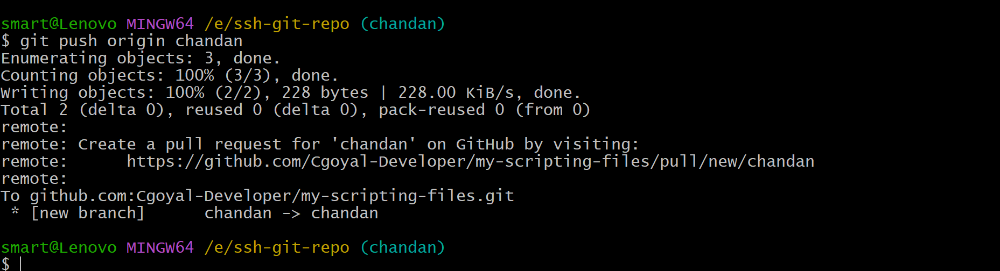 smart@Lenovo MINGW64 /e/ssh-git-repo (chandan)
$ git push origin chandan
Enumerating objects: 3, done.
Counting objects: 100% (3/3), done.
Writing objects: 100% (2/2), 228 bytes | 228.00 KiB/s, done.
Total 2 (delta 0), reused 0 (delta 0), pack-reused 0 (from 0)
remote:
remote: Create a pull request for 'chandan' on GitHub by visiting:
remote:      https://github.com/Cgoyal-Developer/my-scripting-files/pull/new/chandan
remote:
To github.com:Cgoyal-Developer/my-scripting-files.git
 * [new branch]      chandan -> chandan
smart@Lenovo MINGW64 /e/ssh-git-repo (chandan)
$